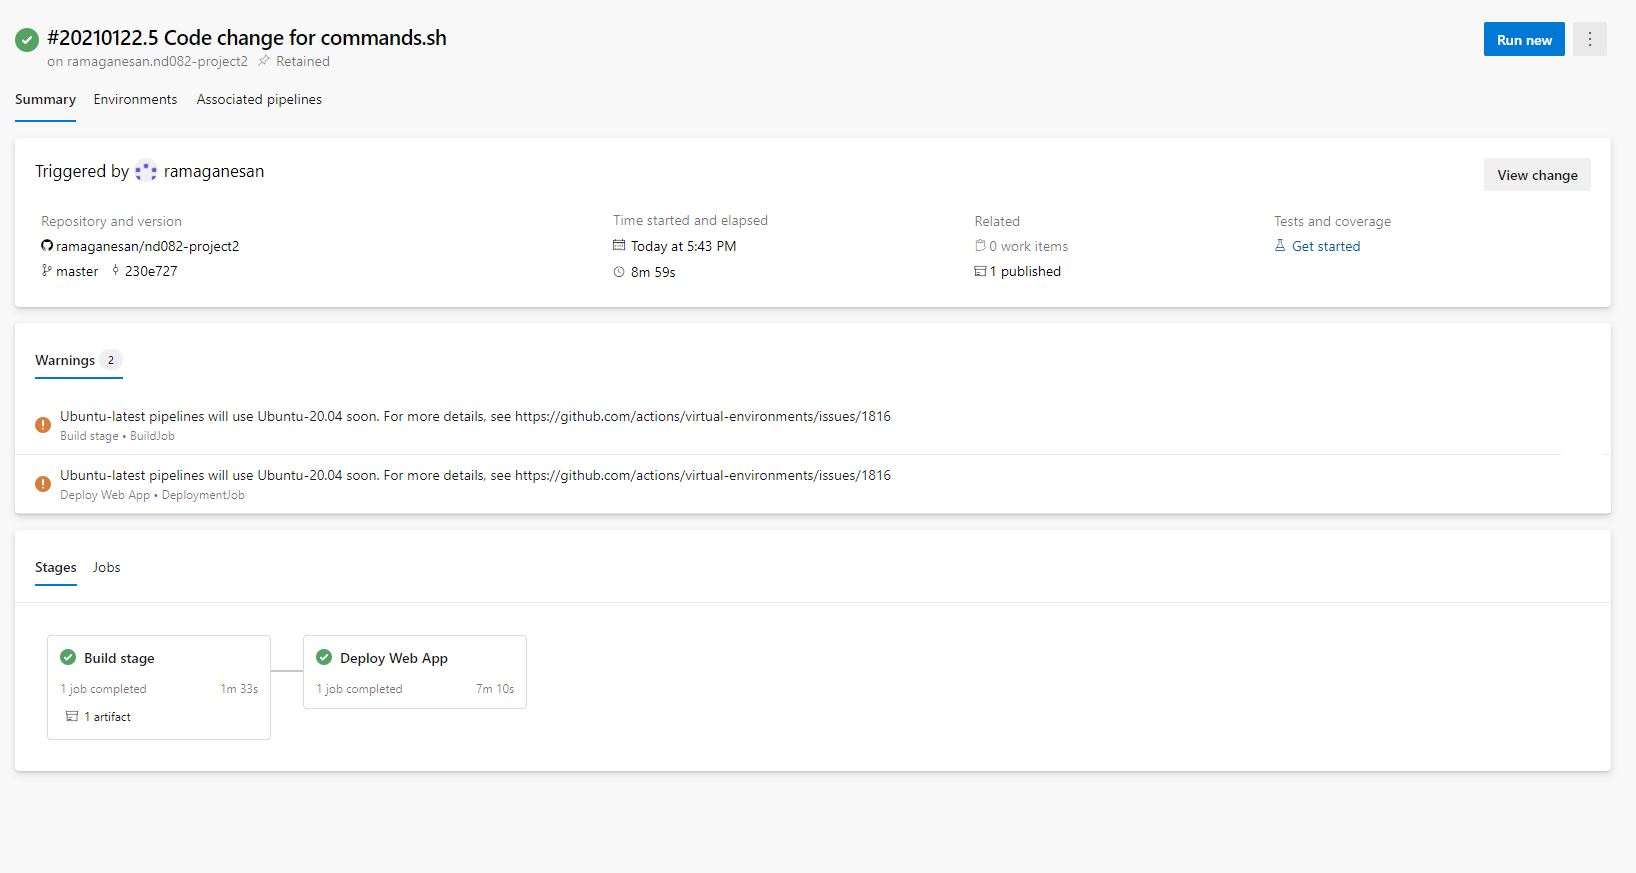 #20210122.5 Code change for commands.sh
Run new
on ramaganesan.nd082-project2 Retained
Summary Environments Associated pipelines
Triggered by ramaganesan
View change
Repository and version
ramaganesan/nd082-project2
master 230e727
Time started and elapsed
Today at 5:43 PM
8m 59s
Related
0 work items
1 published
Tests and coverage
Get started
Warnings 2
Ubuntu-latest pipelines will use Ubuntu-20.04 soon. For more details, see https://github.com/actions/virtual-environments/issues/1816
Build stage • BuildJob
Ubuntu-latest pipelines will use Ubuntu-20.04 soon. For more details, see https://github.com/actions/virtual-environments/issues/1816
Deploy Web App • DeploymentJob
Stages Jobs
Build stage
1 job completed 1m 33s
1 artifact
Deploy Web App
1 job completed 7m 10s